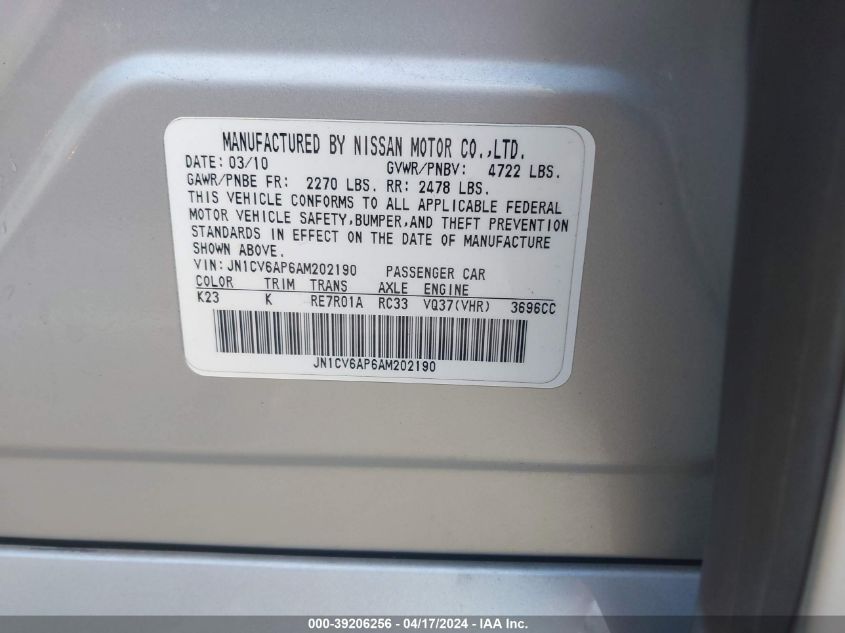 MANUFACTURED BY NISSAN MOTOR CO.,LTD.
DATE: 03/10 GVWR/PNBV: 4722 LBS.
GAWR/PNBE FR: 2270 LBS. RR: 2478 LBS.
THIS VEHICLE CONFORMS TO ALL APPLICABLE FEDERAL
MOTOR VEHICLE SAFETY,BUMPER,AND THEFT PREVENTION
STANDARDS IN EFFECT ON THE DATE OF MANUFACTURE
SHOWN ABOVE.
VIN: JN1CV6AP6AM202190 PASSENGER CAR
COLOR TRIM TRANS AXLE ENGINE
K23 K RE7R01A RC33 VQ37(VHR) 3696CC
JN1CV6AP6AM202190
000-39206256 - 04/17/2024 - IAA Inc.